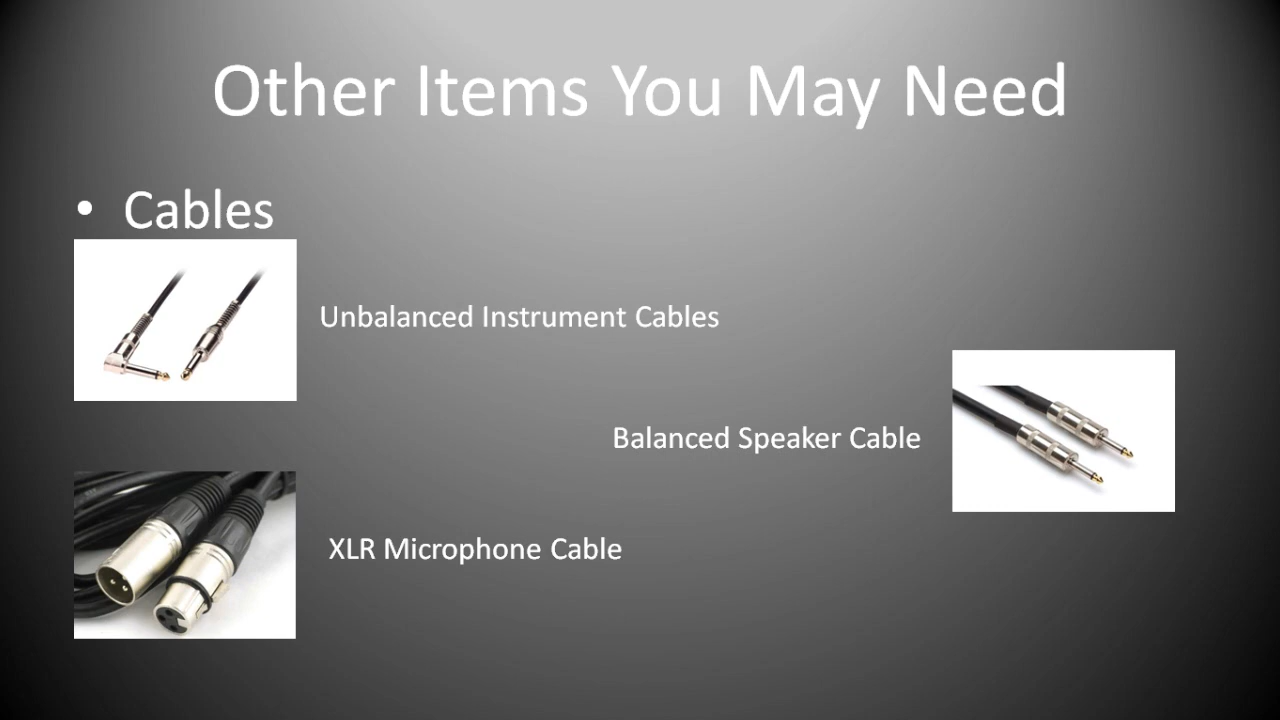 Other Items You May Need
• Cables
Unbalanced Instrument Cables
Balanced Speaker Cable
XLR Microphone Cable